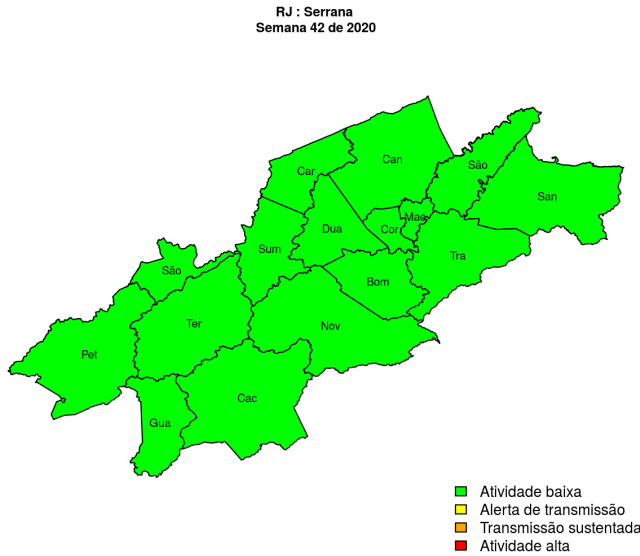 RJ : Serrana
Semana 42 de 2020
Can
São
Car
San
Mac
Dua
Cor
Sum
Tra
São
Bom
Ter
Nov
Pet
Cac
Gua
Atividade baixa
Alerta de transmissão
Transmissão sustentada
Atividade alta